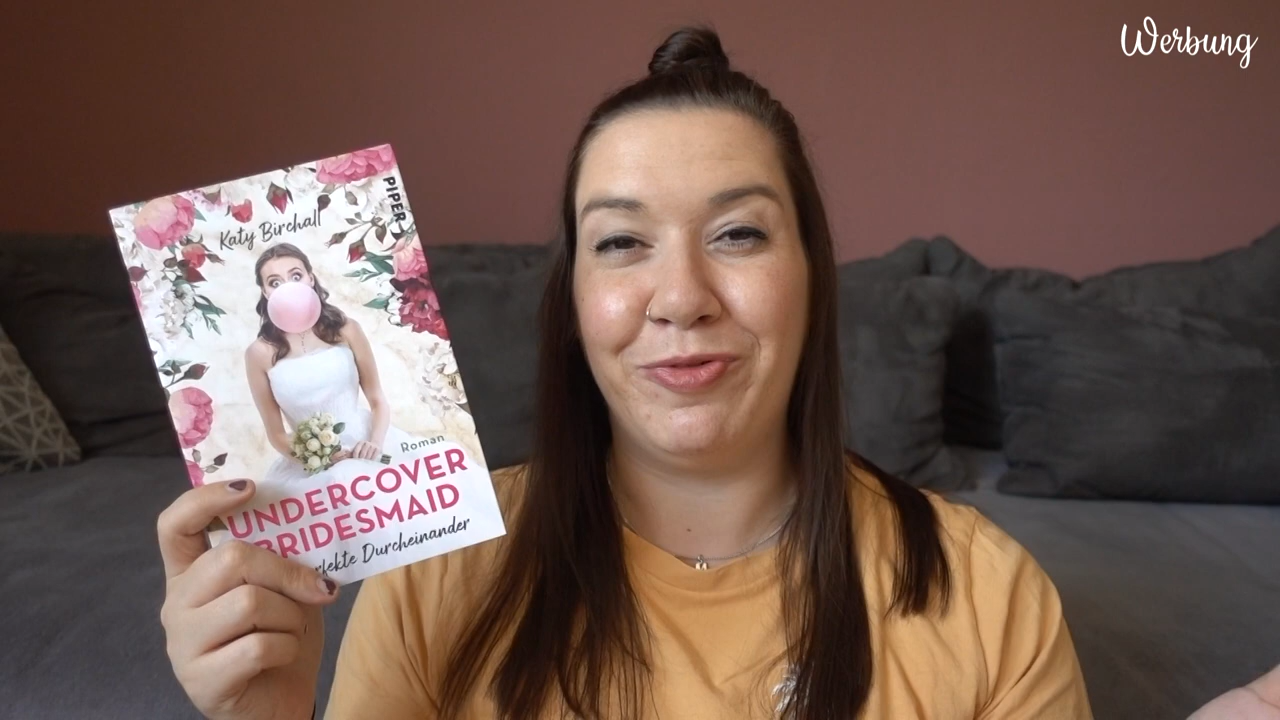 Werbung
PIPER
Katy Birchall
Roman
UNDERCOVER
BRIDESMAID
Durcheinander